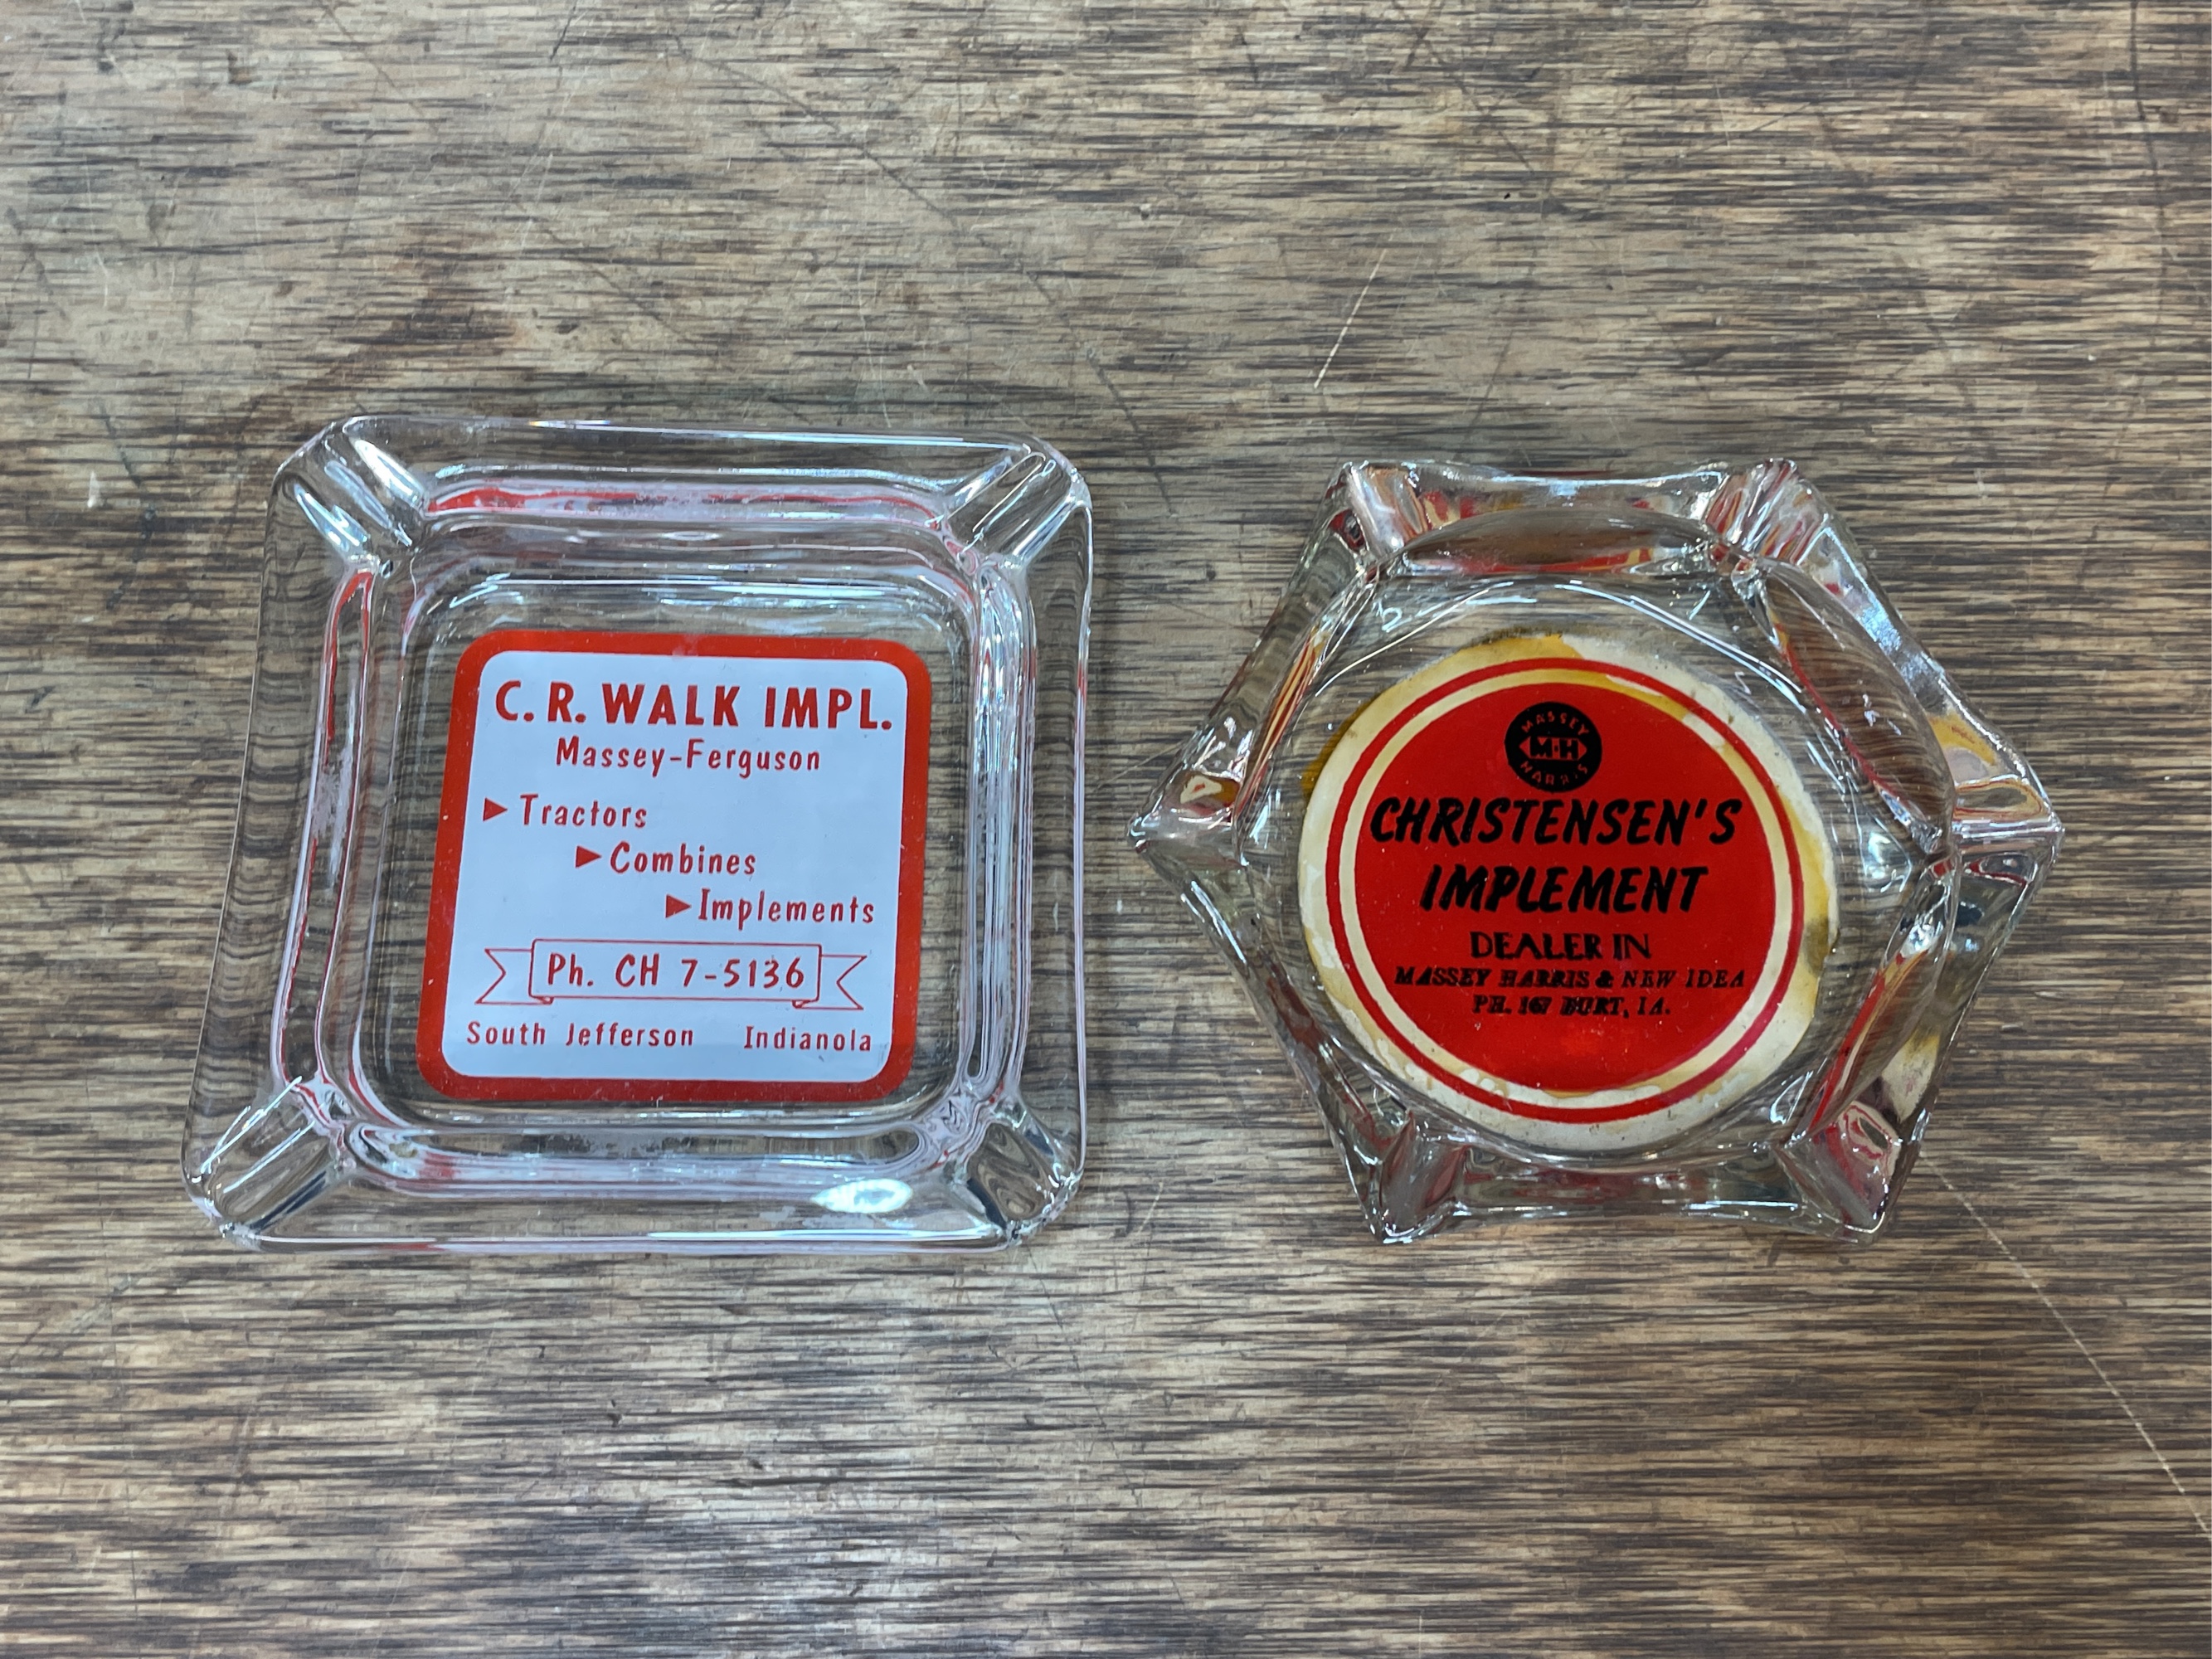 C. R. WALK IMPL.
Massey-Ferguson
Tractors
Combines
Implements
Ph. CH 7-5136
South Jefferson Indianola
MASSEY
M-H
HARRIS
CHRISTENSEN'S
IMPLEMENT
DEALER IN
MASSEY HARRIS & NEW IDEA
PH. 167 BURT, IA.